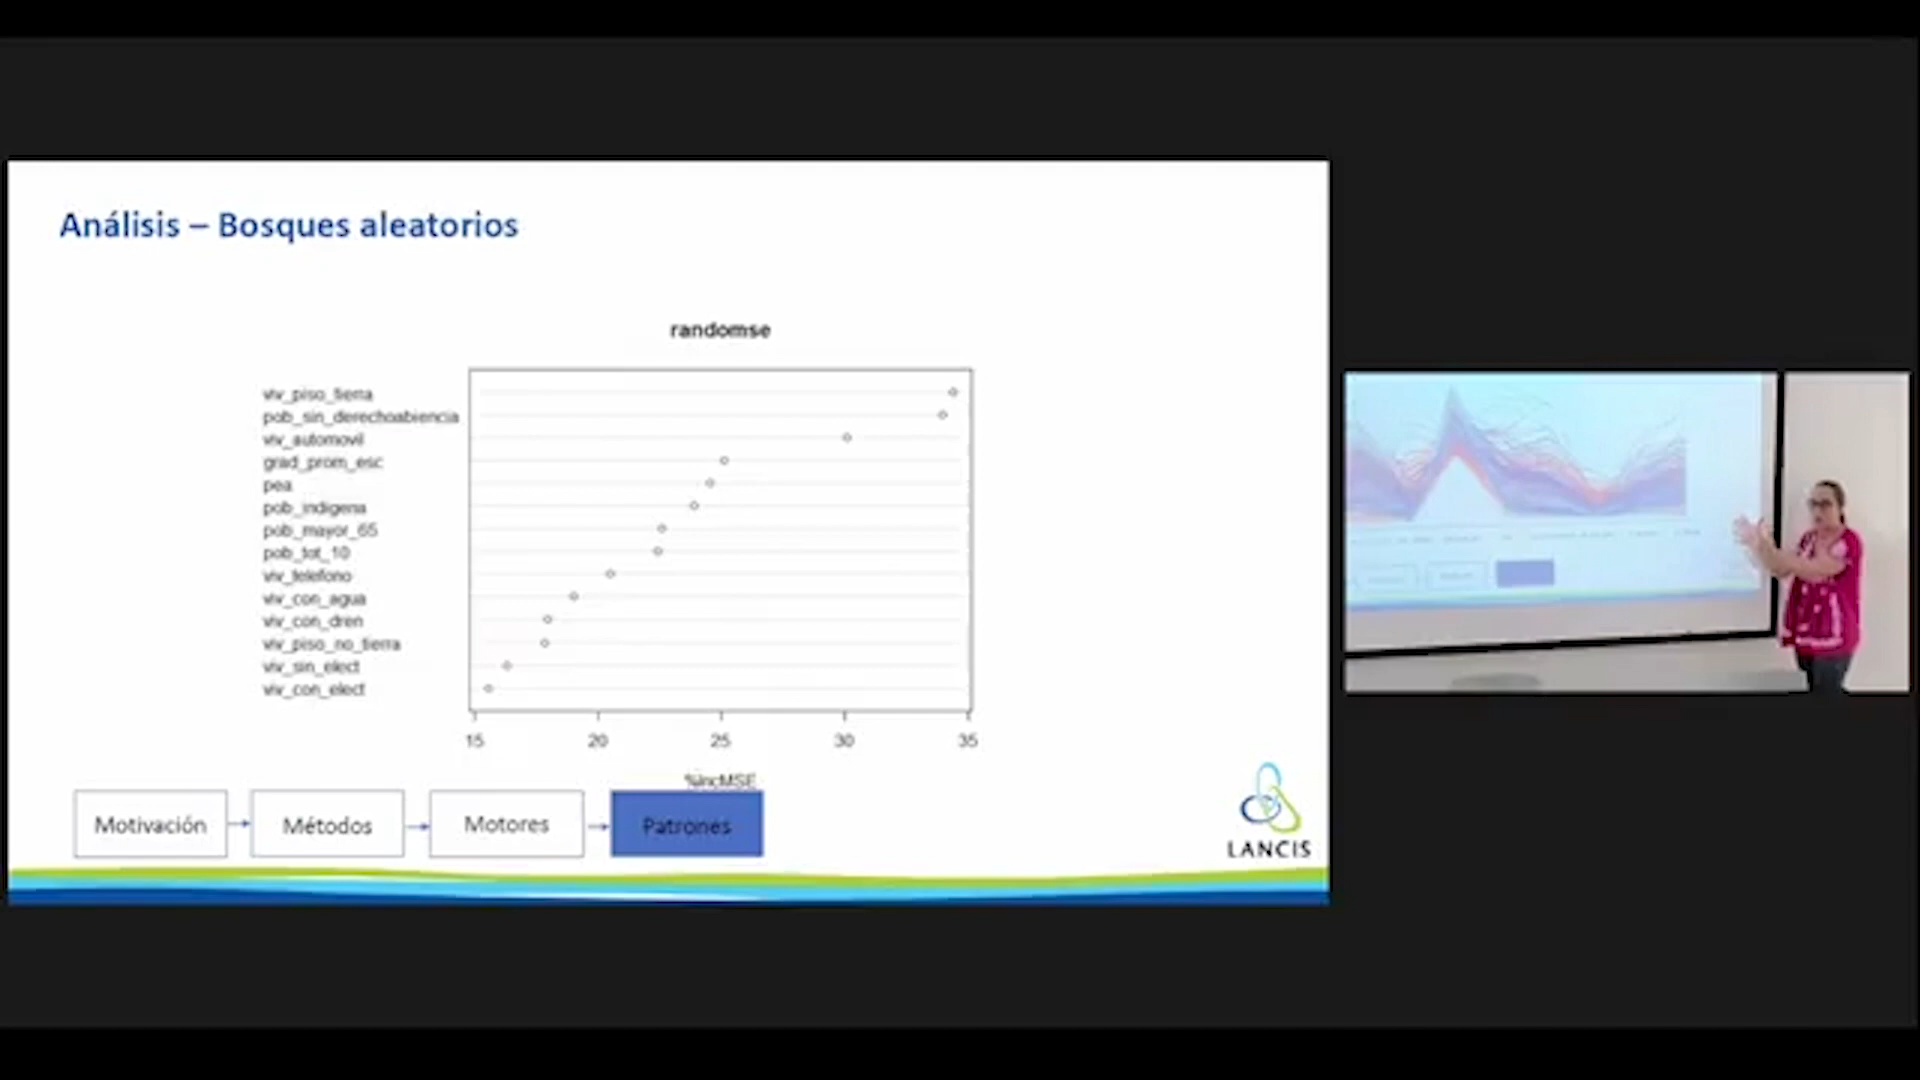 Análisis – Bosques aleatorios
randomse
viv_piso_tierra
pob_sin_derechoabiencia
viv_automovil
grad_prom_esc
pea
pob_indigena
pob_mayor_65
pob_tot_10
viv_telefono
viv_con_agua
viv_con_dren
viv_piso_no_tierra
viv_sin_elect
viv_con_elect
15 20 25 30 35
%IncMSE
Motivación Métodos Motores Patrones
LANCIS